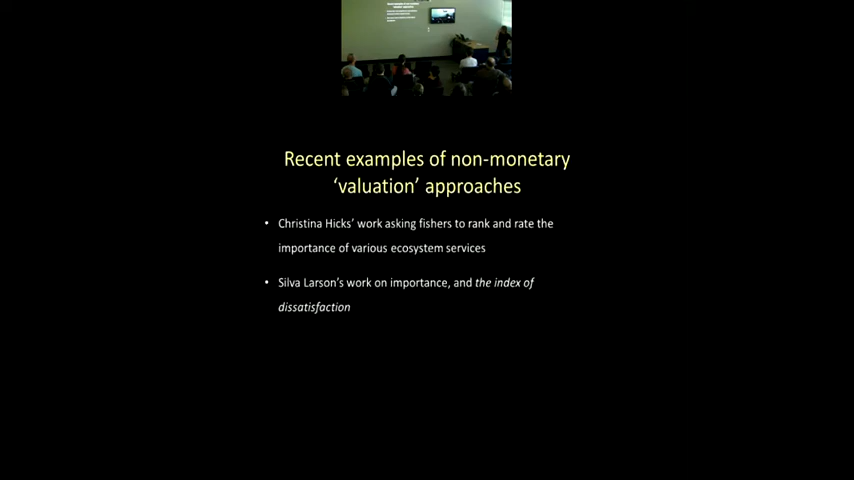 Recent examples of non-monetary
‘valuation’ approaches
• Christina Hicks’ work asking fishers to rank and rate the
importance of various ecosystem services
• Silva Larson’s work on importance, and the index of
dissatisfaction